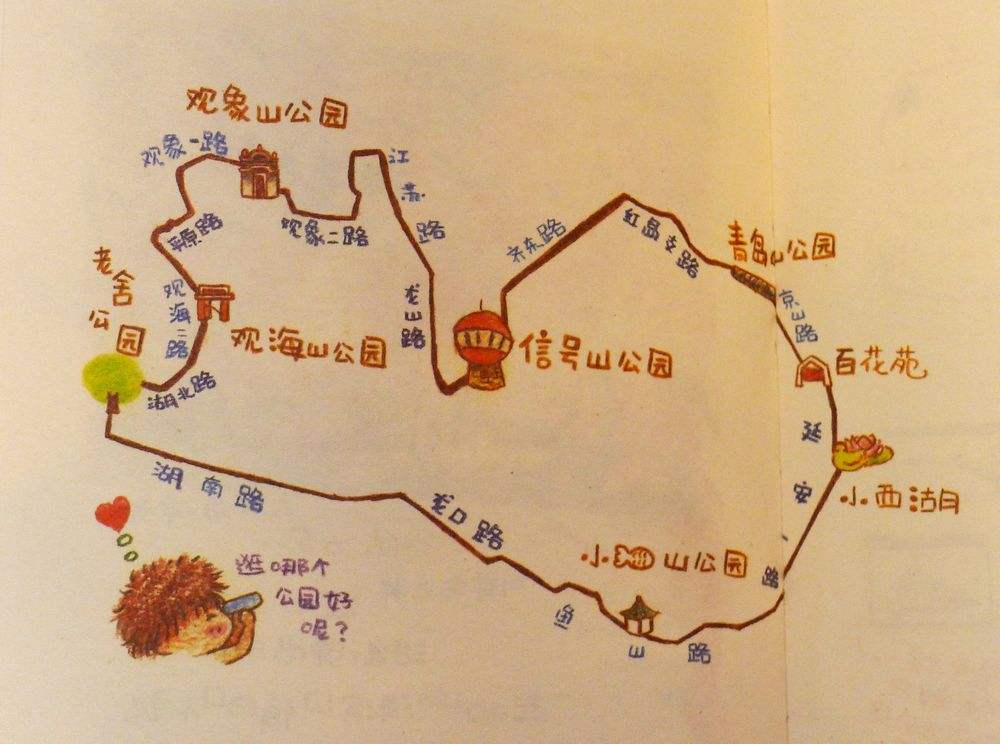 观象山公园
观象一路
江苏路
观象二路
平原路
齐东路
红岛支路
青岛山公园
老舍公园
观海二路
观海山公园
龙山路
信号山公园
京山路
百花苑
湖北路
延安路
小西湖
湖南路
龙口路
小鱼山公园
鱼山路
逛哪个
公园好
呢？